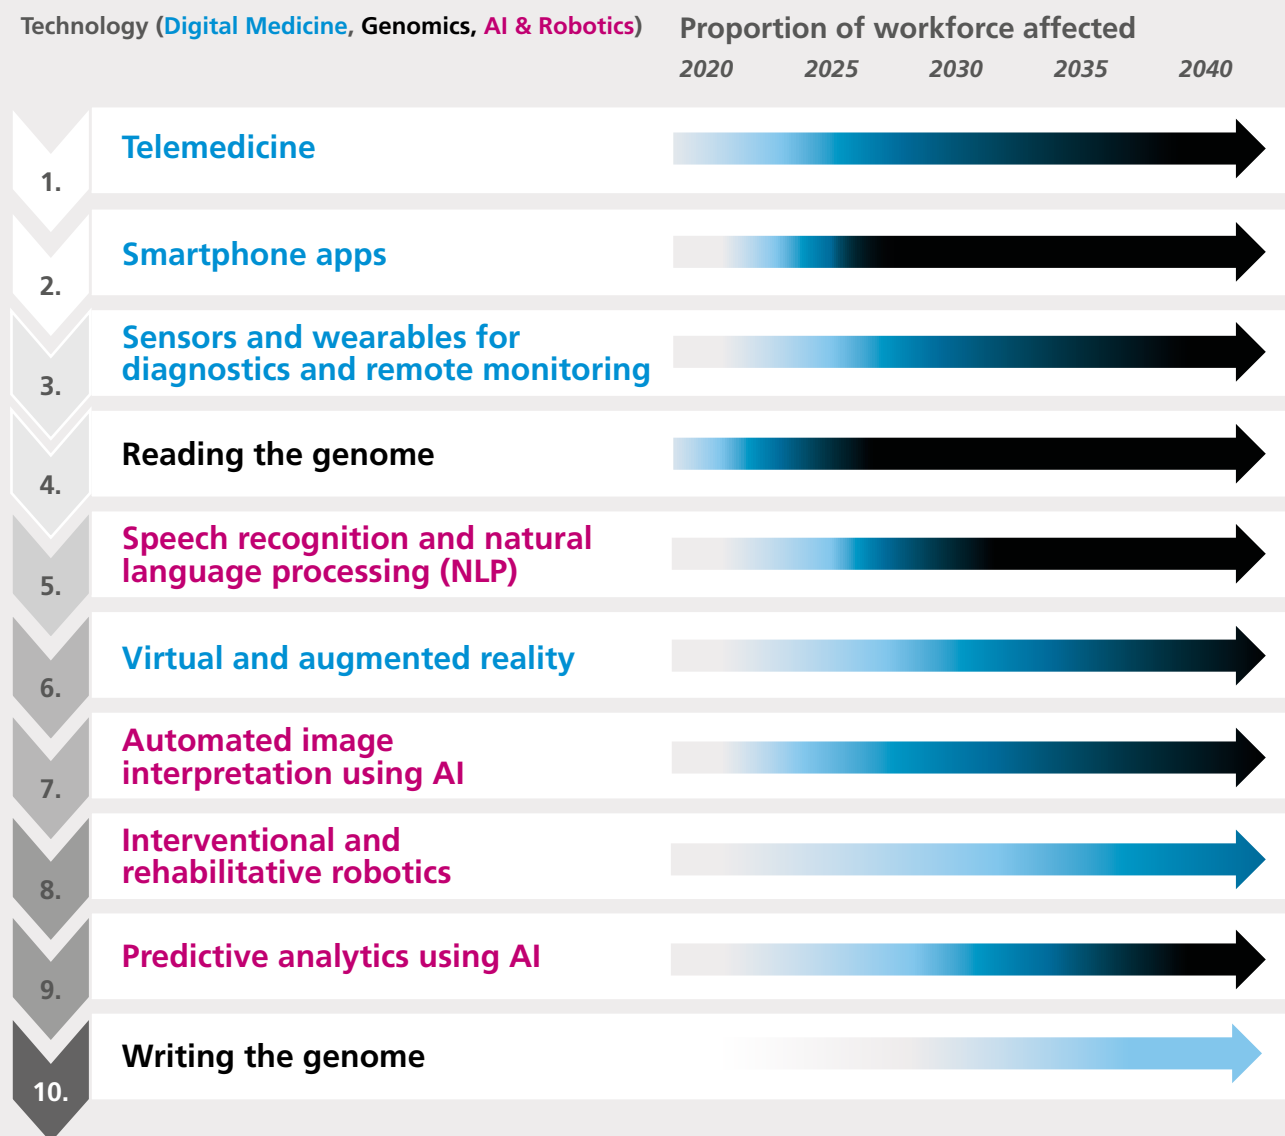 Technology (Digital Medicine, Genomics, AI & Robotics)
Proportion of workforce affected
2020 2025 2030 2035 2040
1.
Telemedicine
2.
Smartphone apps
3.
Sensors and wearables for
diagnostics and remote monitoring
4.
Reading the genome
5.
Speech recognition and natural
language processing (NLP)
6.
Virtual and augmented reality
7.
Automated image
interpretation using AI
8.
Interventional and
rehabilitative robotics
9.
Predictive analytics using AI
10.
Writing the genome